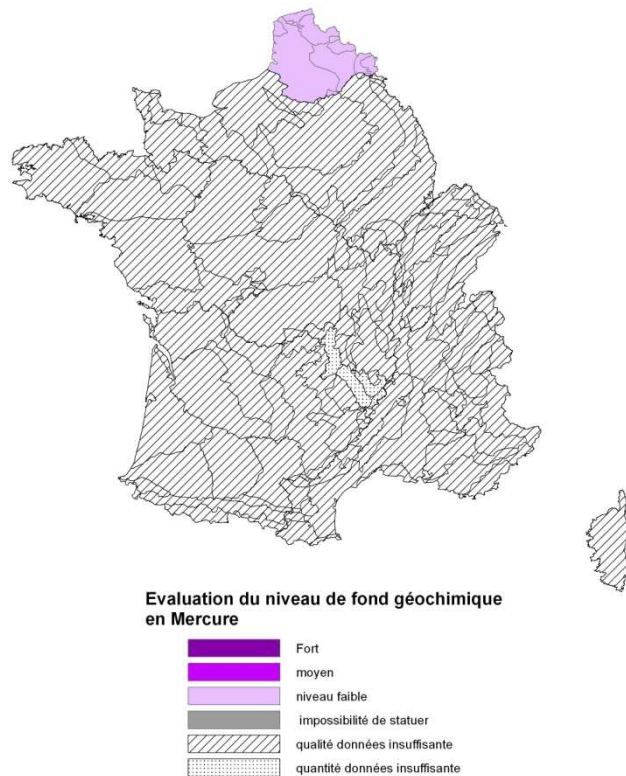 Evaluation du niveau de fond géochimique
en Mercure
Fort
moyen
niveau faible
impossibilité de statuer
qualité données insuffisante
quantité données insuffisante